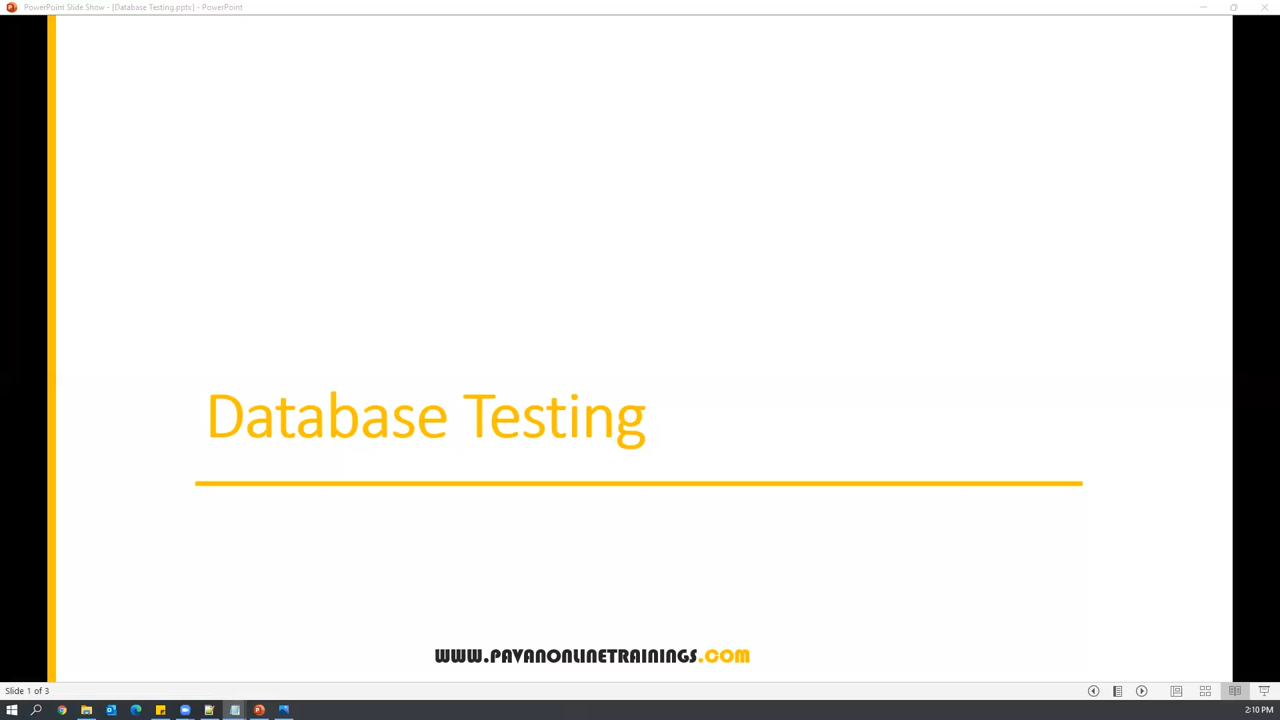 PowerPoint Slide Show - [Database Testing.pptx] - PowerPoint
Database Testing
WWW.PAVANONLINETRAININGS.COM
Slide 1 of 3
2:10 PM